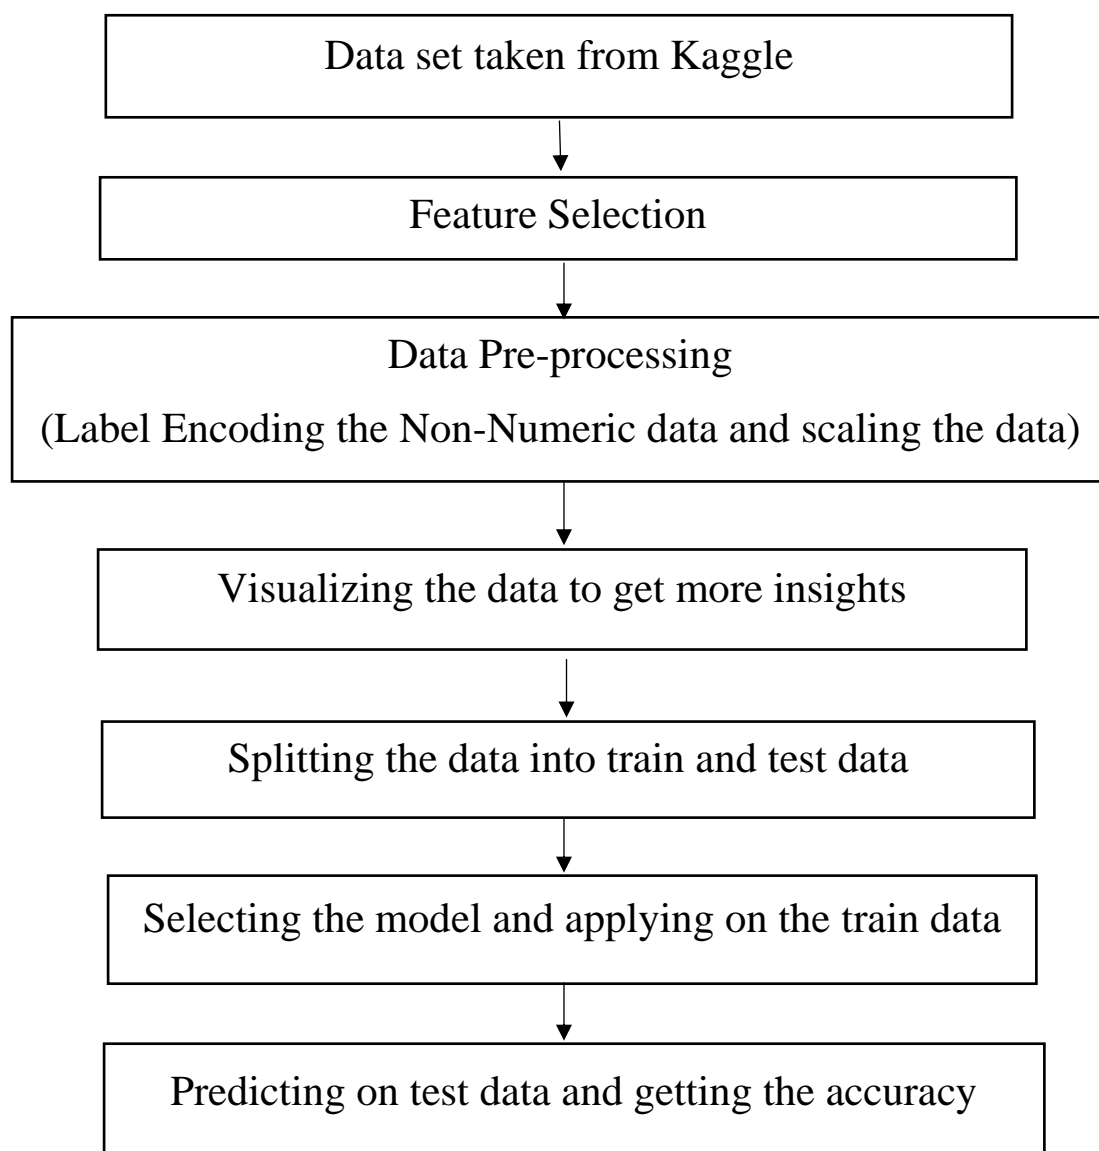 Data set taken from Kaggle
Feature Selection
Data Pre-processing
(Label Encoding the Non-Numeric data and scaling the data)
Visualizing the data to get more insights
Splitting the data into train and test data
Selecting the model and applying on the train data
Predicting on test data and getting the accuracy